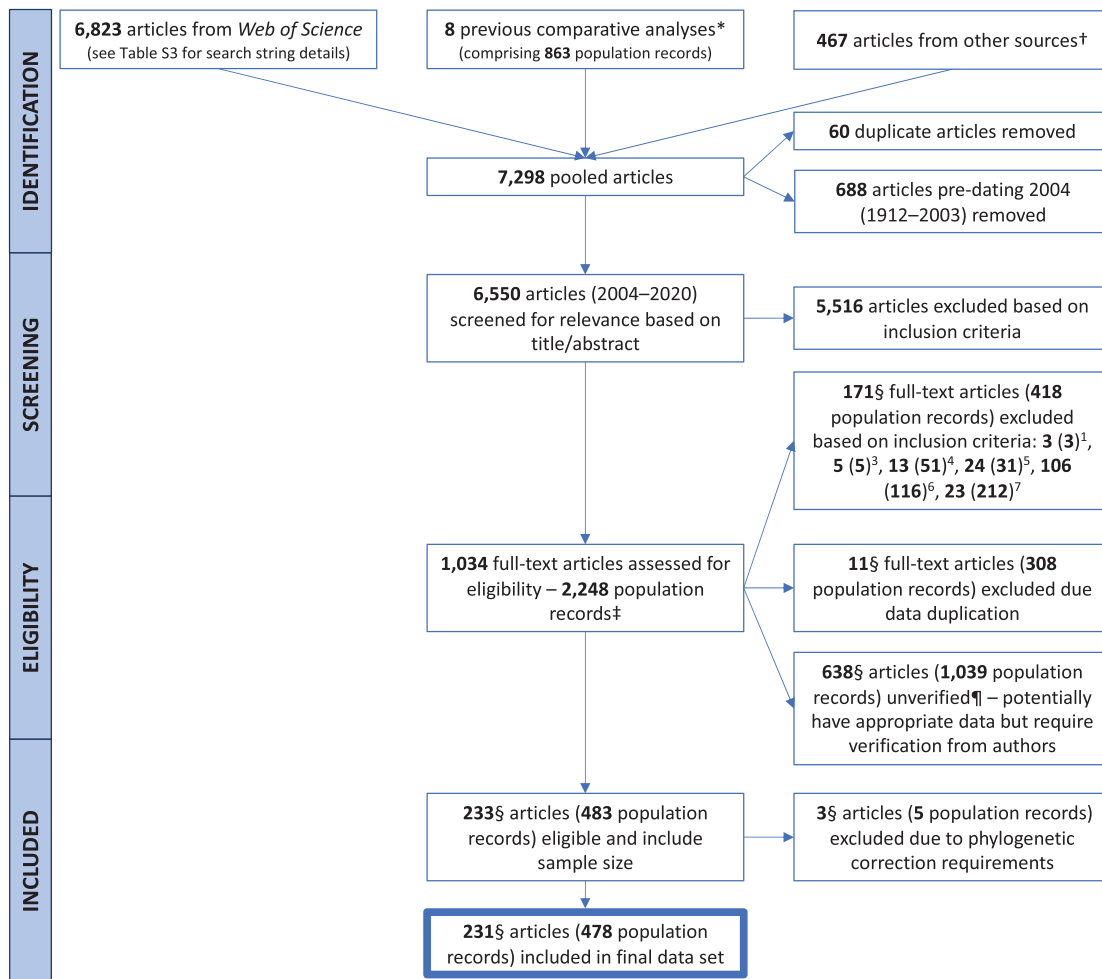 IDENTIFICATION
6,823 articles from Web of Science
(see Table S3 for search string details)
8 previous comparative analyses*
(comprising 863 population records)
467 articles from other sources†
60 duplicate articles removed
7,298 pooled articles
688 articles pre-dating 2004
(1912–2003) removed
SCREENING
6,550 articles (2004–2020)
screened for relevance based on
title/abstract
5,516 articles excluded based on
inclusion criteria
171§ full-text articles (418
population records) excluded
based on inclusion criteria: 3 (3)¹,
5 (5)³, 13 (51)⁴, 24 (31)⁵, 106
(116)⁶, 23 (212)⁷
ELIGIBILITY
1,034 full-text articles assessed for
eligibility – 2,248 population
records‡
11§ full-text articles (308
population records) excluded due
data duplication
638§ articles (1,039 population
records) unverified¶ – potentially
have appropriate data but require
verification from authors
INCLUDED
233§ articles (483 population
records) eligible and include
sample size
3§ articles (5 population records)
excluded due to phylogenetic
correction requirements
231§ articles (478 population
records) included in final data set